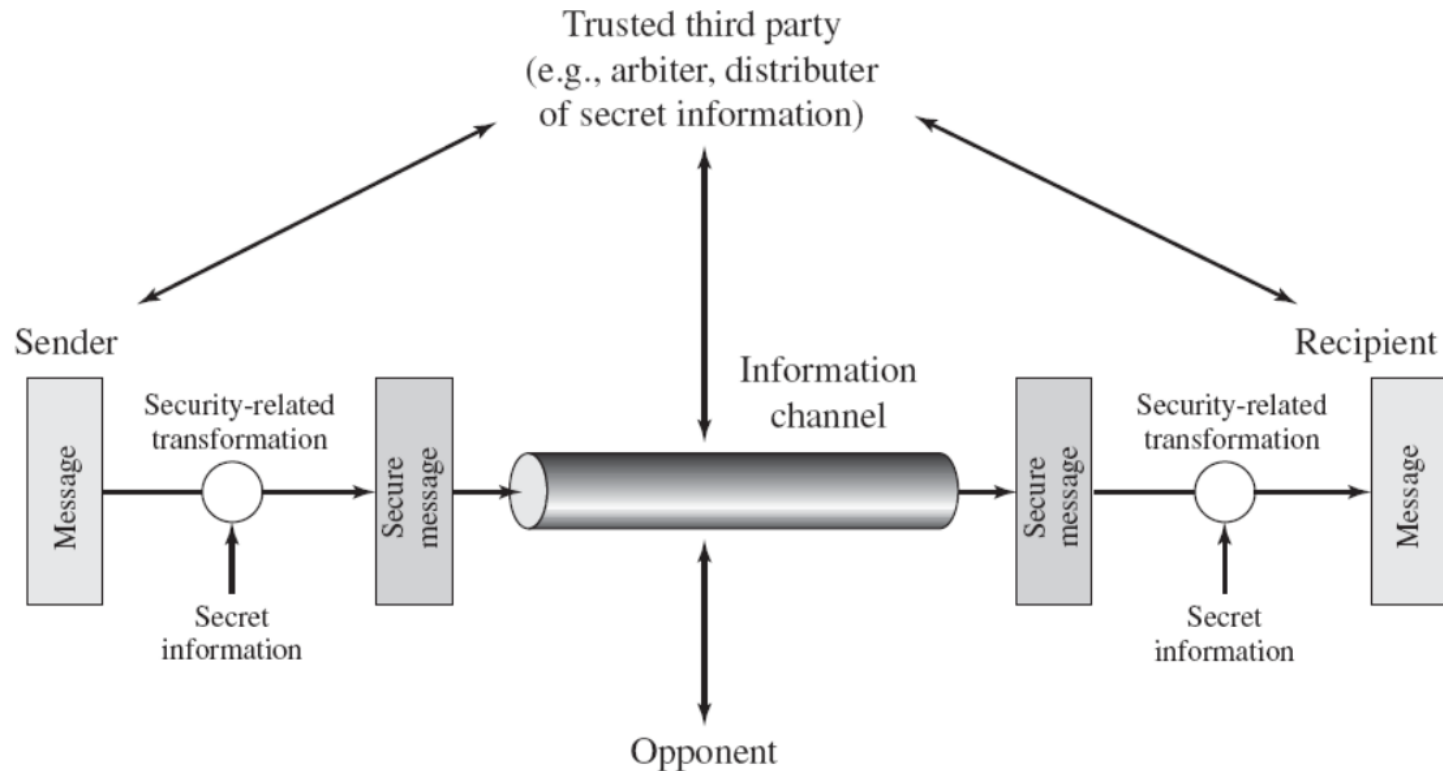 Trusted third party
(e.g., arbiter, distributer
of secret information)
Sender
Recipient
Information
channel
Security-related
transformation
Security-related
transformation
Message
Secure
message
Secure
message
Message
Secret
information
Secret
information
Opponent